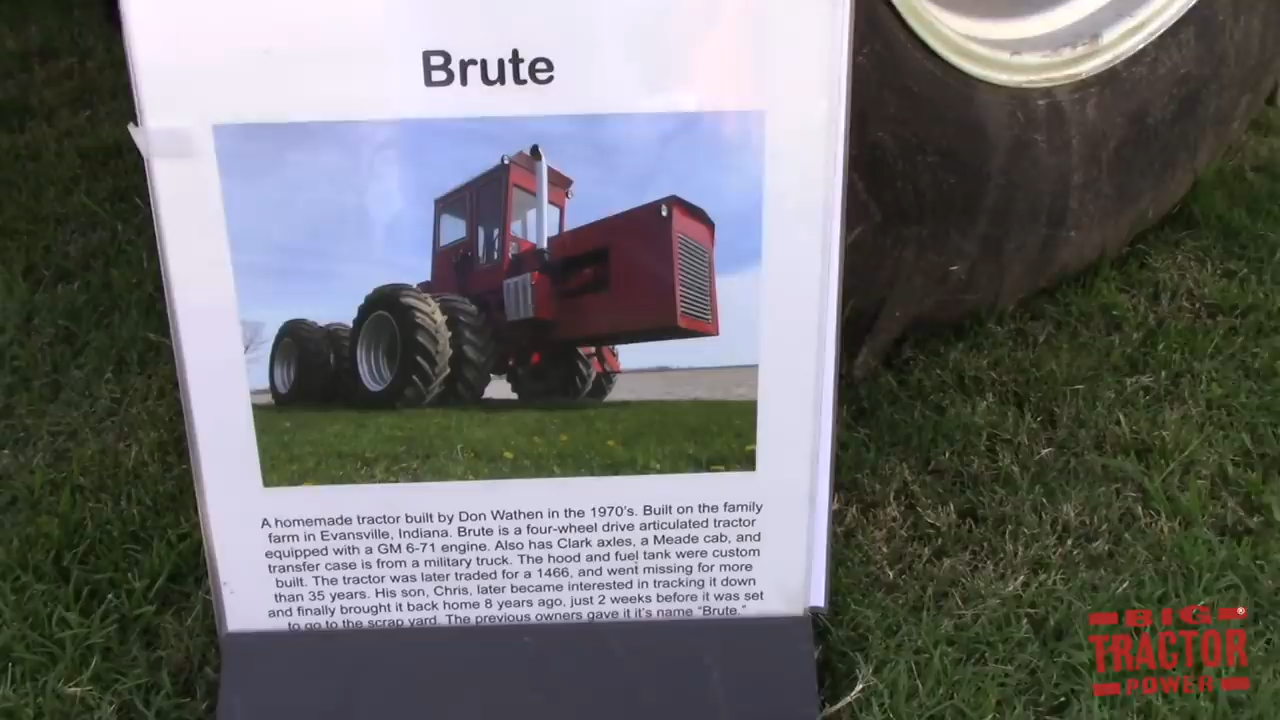 Brute
A homemade tractor built by Don Wathen in the 1970's. Built on the family
farm in Evansville, Indiana. Brute is a four-wheel drive articulated tractor
equipped with a GM 6-71 engine. Also has Clark axles, a Meade cab, and
transfer case is from a military truck. The hood and fuel tank were custom
built. The tractor was later traded for a 1466, and went missing for more
than 35 years. His son, Chris, later became interested in tracking it down
and finally brought it back home 8 years ago, just 2 weeks before it was set
to go to the scrap yard. The previous owners gave it it's name "Brute."
BIG®
TRACTOR
POWER